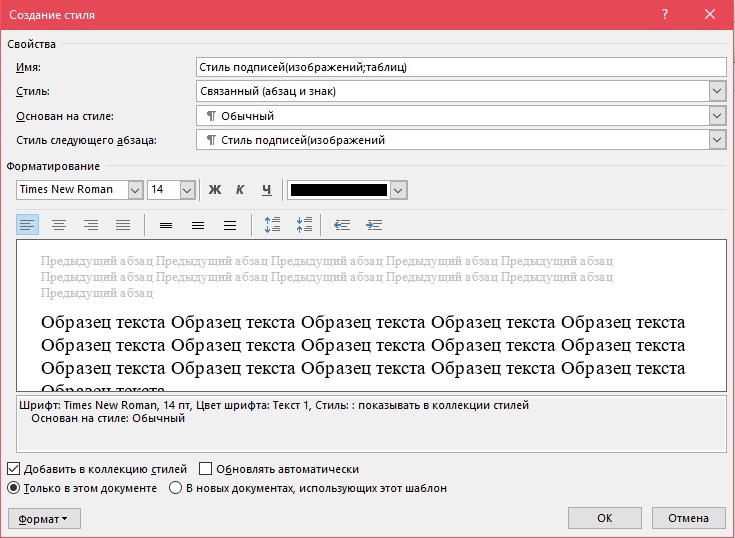 Создание стиля
Свойства
Имя: Стиль подписей(изображений;таблиц)
Стиль: Связанный (абзац и знак)
Основан на стиле: ¶ Обычный
Стиль следующего абзаца: ¶ Стиль подписей(изображений
Форматирование
Times New Roman 14 Ж К Ч
Предыдущий абзац Предыдущий абзац Предыдущий абзац Предыдущий абзац Предыдущий абзац
Предыдущий абзац Предыдущий абзац Предыдущий абзац Предыдущий абзац Предыдущий абзац
Предыдущий абзац
Образец текста Образец текста Образец текста Образец текста Образец текста
Образец текста Образец текста Образец текста Образец текста Образец текста
Образец текста Образец текста Образец текста Образец текста Образец текста
Образец текста
Шрифт: Times New Roman, 14 пт, Цвет шрифта: Текст 1, Стиль: : показывать в коллекции стилей
Основан на стиле: Обычный
Добавить в коллекцию стилей Обновлять автоматически
Только в этом документе В новых документах, использующих этот шаблон
Формат ОК Отмена